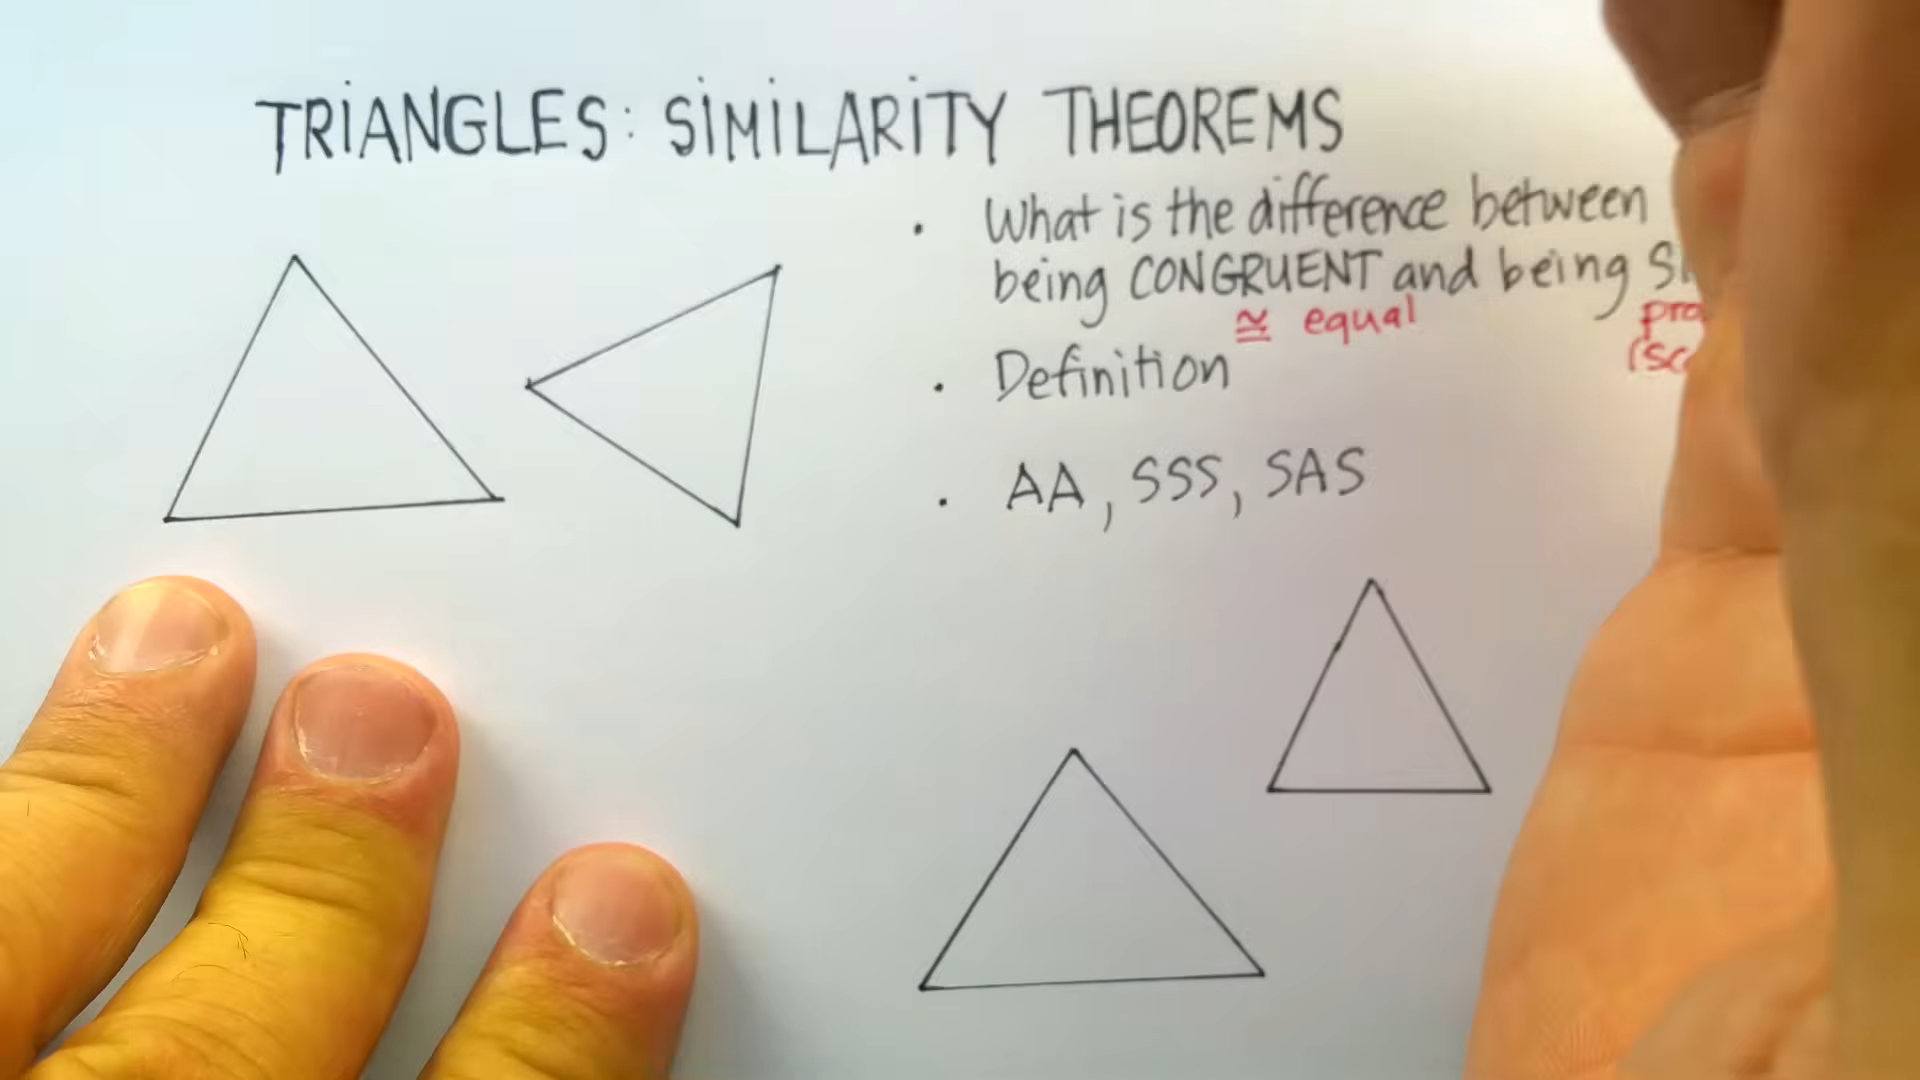 TRIANGLES: SIMILARITY THEOREMS
• What is the difference between
being CONGRUENT and being
≅ equal
• Definition
• AA, SSS, SAS